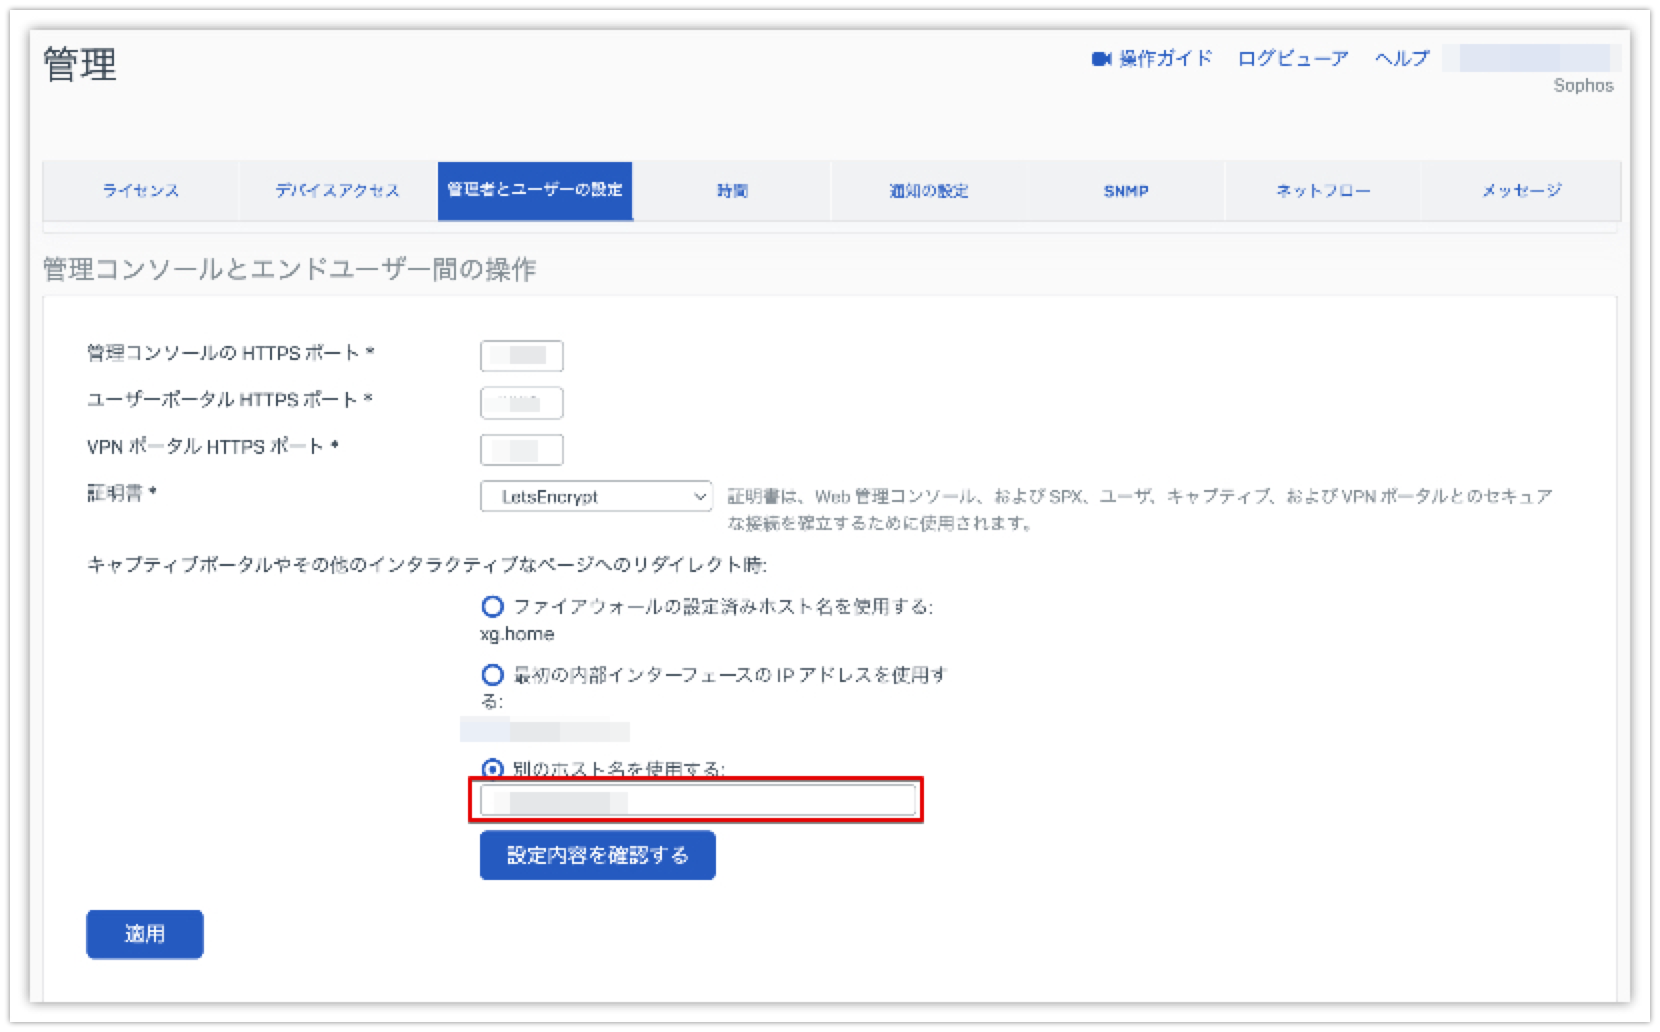 管理
操作ガイド ログビューア ヘルプ
Sophos
ライセンス デバイスアクセス 管理者とユーザーの設定 時間 通知の設定 SNMP ネットフロー メッセージ
管理コンソールとエンドユーザー間の操作
管理コンソールの HTTPS ポート *
ユーザーポータル HTTPS ポート *
VPN ポータル HTTPS ポート *
証明書 *
LetsEncrypt
証明書は、Web 管理コンソール、および SPX、ユーザ、キャプティブ、および VPN ポータルとのセキュア
な接続を確立するために使用されます。
キャプティブポータルやその他のインタラクティブなページへのリダイレクト時:
ファイアウォールの設定済みホスト名を使用する:
xg.home
最初の内部インターフェースの IP アドレスを使用す
る:
別のホスト名を使用する:
設定内容を確認する
適用